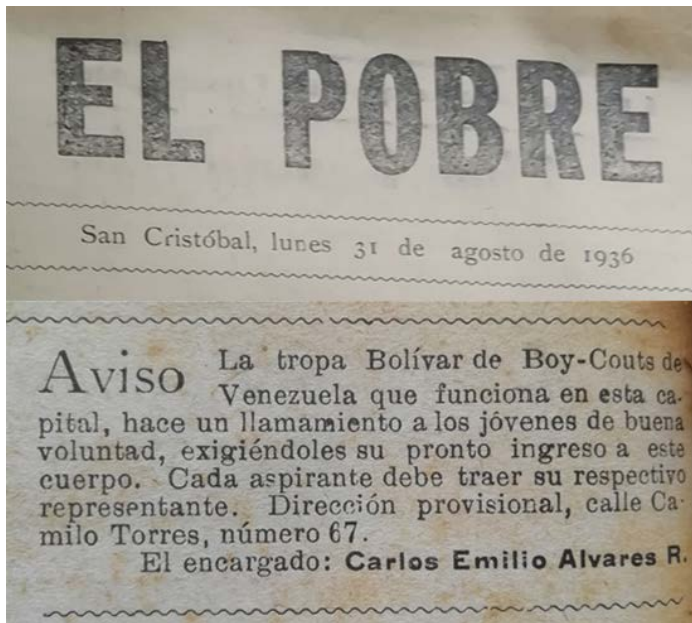 EL POBRE
San Cristóbal, lunes 31 de agosto de 1936
Aviso La tropa Bolívar de Boy-Couts de
Venezuela que funciona en esta ca-
pital, hace un llamamiento a los jóvenes de buena
voluntad, exigiéndoles su pronto ingreso a este
cuerpo. Cada aspirante debe traer su respectivo
representante. Dirección provisional, calle Ca-
milo Torres, número 67.
El encargado: Carlos Emilio Alvares R.